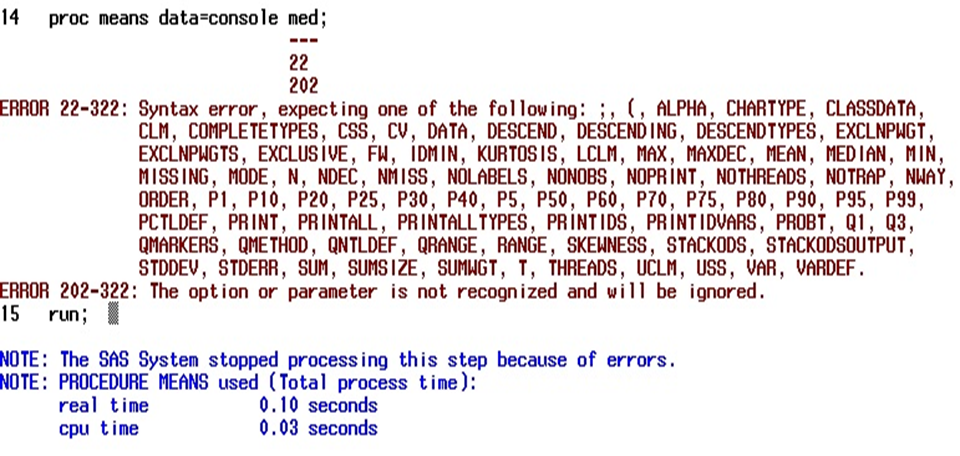 14   proc means data=console med;
                             ---
                             22
                             202
ERROR 22-322: Syntax error, expecting one of the following: ;, (, ALPHA, CHARTYPE, CLASSDATA,
              CLM, COMPLETETYPES, CSS, CV, DATA, DESCEND, DESCENDING, DESCENDTYPES, EXCLNPWGT,
              EXCLNPWGTS, EXCLUSIVE, FW, IDMIN, KURTOSIS, LCLM, MAX, MAXDEC, MEAN, MEDIAN, MIN,
              MISSING, MODE, N, NDEC, NMISS, NOLABELS, NONOBS, NOPRINT, NOTHREADS, NOTRAP, NWAY,
              ORDER, P1, P10, P20, P25, P30, P40, P5, P50, P60, P70, P75, P80, P90, P95, P99,
              PCTLDEF, PRINT, PRINTALL, PRINTALLTYPES, PRINTIDS, PRINTIDVARS, PROBT, Q1, Q3,
              QMARKERS, QMETHOD, QNTLDEF, QRANGE, RANGE, SKEWNESS, STACKODS, STACKODSOUTPUT,
              STDDEV, STDERR, SUM, SUMSIZE, SUMWGT, T, THREADS, UCLM, USS, VAR, VARDEF.
ERROR 202-322: The option or parameter is not recognized and will be ignored.
15   run;
NOTE: The SAS System stopped processing this step because of errors.
NOTE: PROCEDURE MEANS used (Total process time):
      real time           0.10 seconds
      cpu time            0.03 seconds